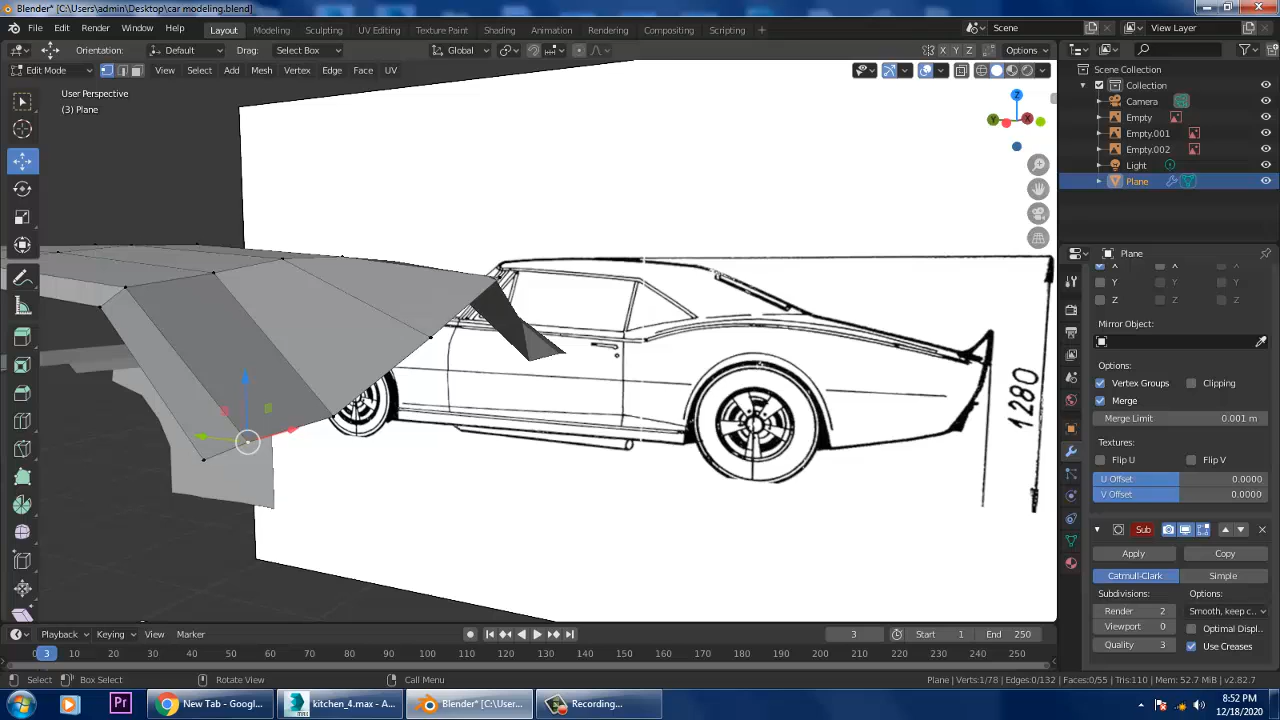 Blender* [C:\Users\admin\Desktop\car modeling.blend]
File Edit Render Window Help Layout Modeling Sculpting UV Editing Texture Paint Shading Animation Rendering Compositing Scripting + Scene View Layer
Orientation: Default Drag: Select Box Global X Y Z Options
Edit Mode View Select Add Mesh Vertex Edge Face UV
User Perspective
(3) Plane
Z
Y X
1280
Scene Collection
Collection
Camera
Empty
Empty.001
Empty.002
Light
Plane
Plane
X X X
Y Y Y
Z Z Z
Mirror Object:
Options:
Vertex Groups Clipping
Merge
Merge Limit 0.001 m
Textures:
Flip U Flip V
U Offset 0.0000
V Offset 0.0000
Sub
Apply Copy
Catmull-Clark Simple
Subdivisions: Options:
Render 2 Smooth, keep c..
Viewport 0 Optimal Displ..
Quality 3 Use Creases
Playback Keying View Marker 3 Start 1 End 250
0 3 10 20 30 40 50 60 70 80 90 100 110 120 130 140 150 160 170 180 190 200 210 220 230 240 250
Select Box Select Rotate View Call Menu Plane | Verts:1/78 | Edges:0/132 | Faces:0/55 | Tris:110 | Mem: 52.7 MiB | v2.82.7
Pr New Tab - Googl... kitchen_4.max - A... Blender* [C:\Use... Recording...
8:52 PM
12/18/2020